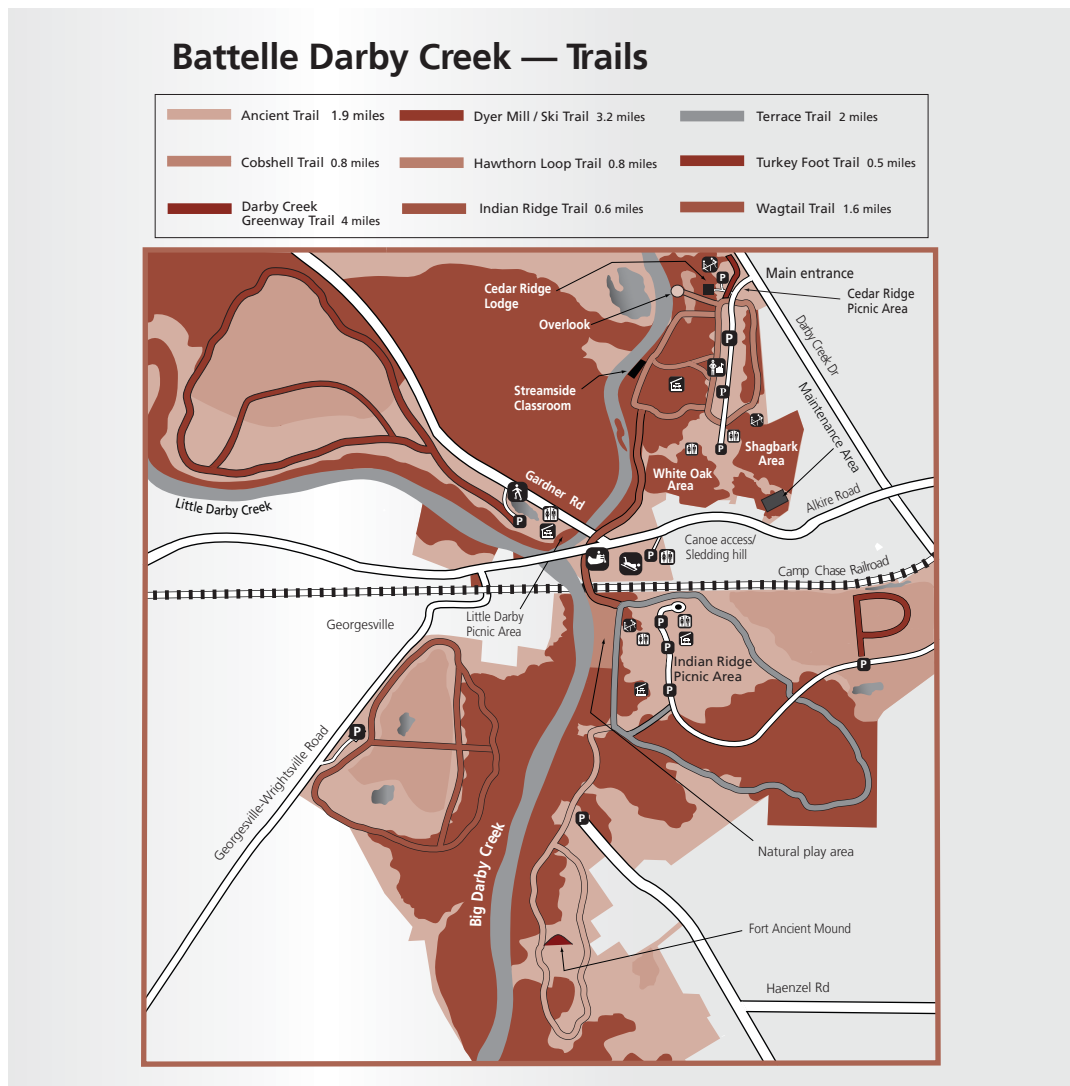 Battelle Darby Creek — Trails
Ancient Trail 1.9 miles
Dyer Mill / Ski Trail 3.2 miles
Terrace Trail 2 miles
Cobshell Trail 0.8 miles
Hawthorn Loop Trail 0.8 miles
Turkey Foot Trail 0.5 miles
Darby Creek
Greenway Trail 4 miles
Indian Ridge Trail 0.6 miles
Wagtail Trail 1.6 miles
Main entrance
Cedar Ridge
Lodge
Cedar Ridge
Picnic Area
Overlook
Darby Creek Dr
Streamside
Classroom
Maintenance Area
Shagbark
Area
White Oak
Area
Gardner Rd
Little Darby Creek
Alkire Road
Canoe access/
Sledding hill
Camp Chase Railroad
Georgesville
Little Darby
Picnic Area
Indian Ridge
Picnic Area
Georgesville-Wrightsville Road
Big Darby Creek
Natural play area
Fort Ancient Mound
Haenzel Rd
P
P
P
P
P
P
P
P
P
P
P
P
P